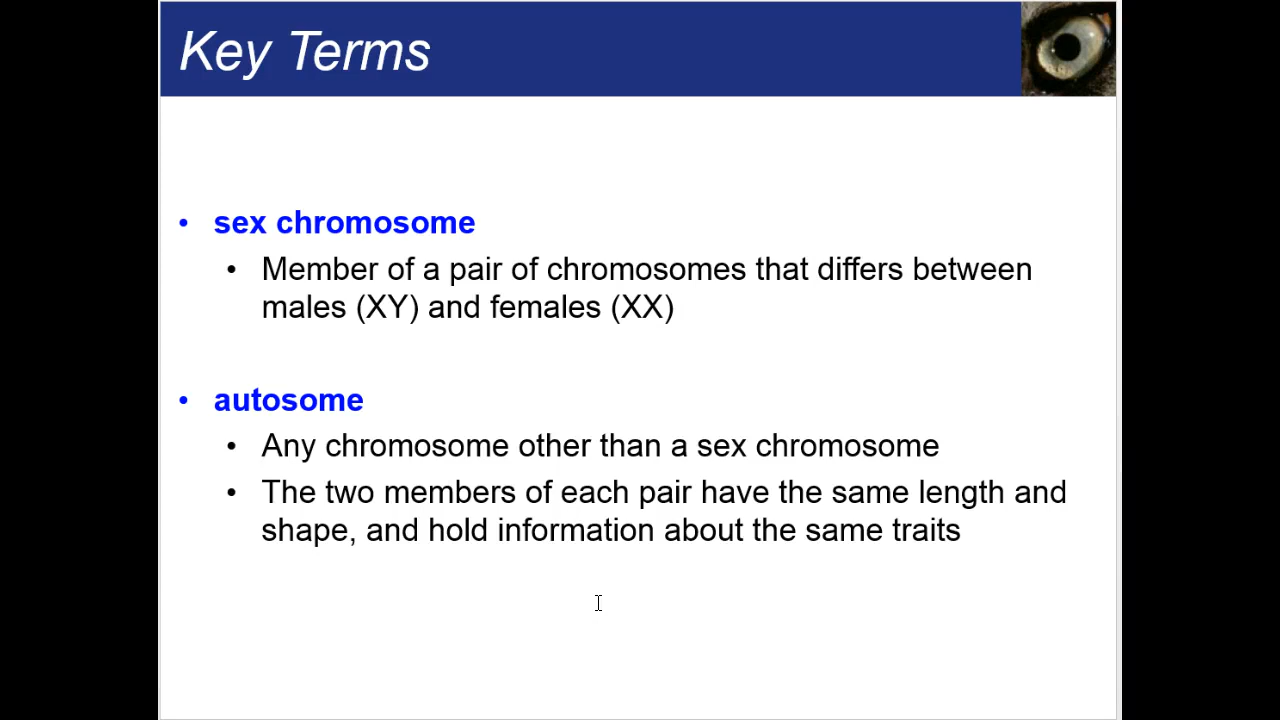 Key Terms
• sex chromosome
• Member of a pair of chromosomes that differs between
males (XY) and females (XX)
• autosome
• Any chromosome other than a sex chromosome
• The two members of each pair have the same length and
shape, and hold information about the same traits